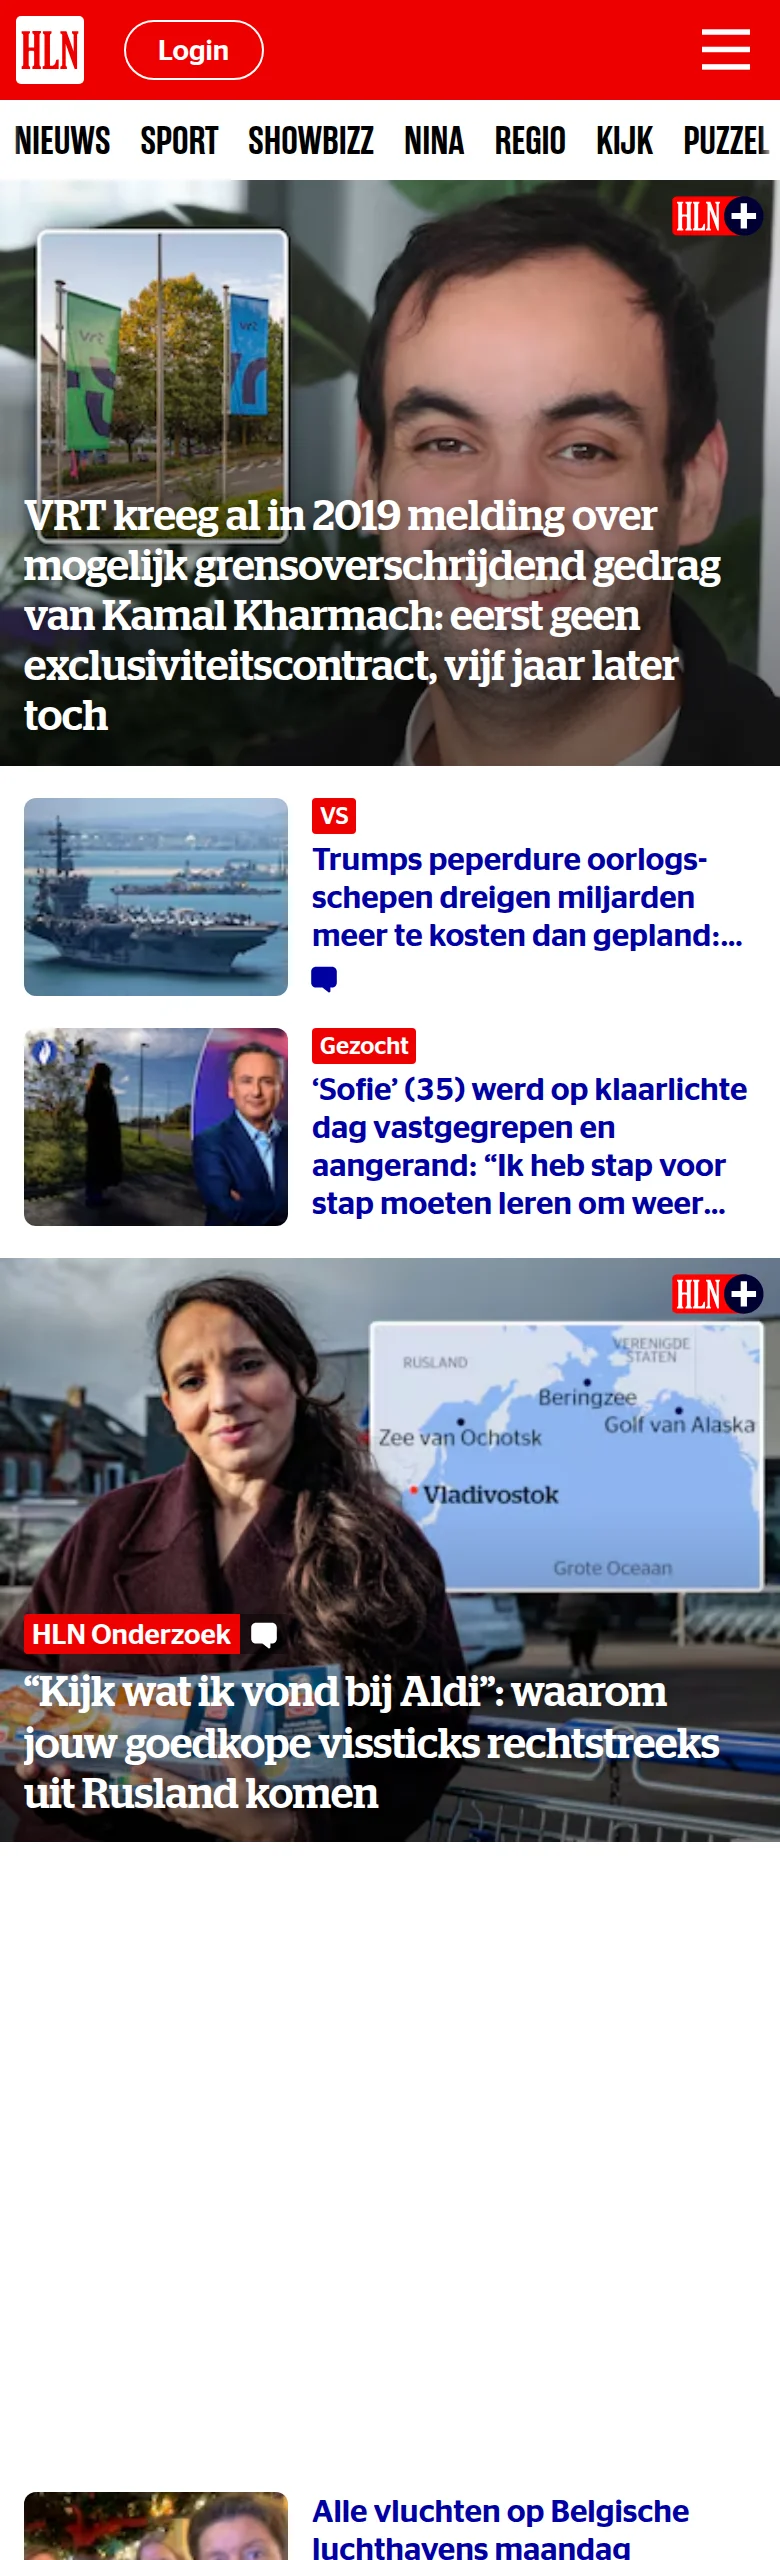 HLN
Login
NIEUWS SPORT SHOWBIZZ NINA REGIO KIJK PUZZEL
HLN+
VRT kreeg al in 2019 melding over
mogelijk grensoverschrijdend gedrag
van Kamal Kharmach: eerst geen
exclusiviteitscontract, vijf jaar later
toch
VS
Trumps peperdure oorlogs-
schepen dreigen miljarden
meer te kosten dan gepland:...
Gezocht
‘Sofie’ (35) werd op klaarlichte
dag vastgegrepen en
aangerand: “Ik heb stap voor
stap moeten leren om weer...
HLN+
RUSLAND
VERENIGDE
STATEN
Beringzee
Golf van Alaska
Zee van Ochotsk
Vladivostok
Grote Oceaan
HLN Onderzoek
“Kijk wat ik vond bij Aldi”: waarom
jouw goedkope vissticks rechtstreeks
uit Rusland komen
Alle vluchten op Belgische
luchthavens maandag